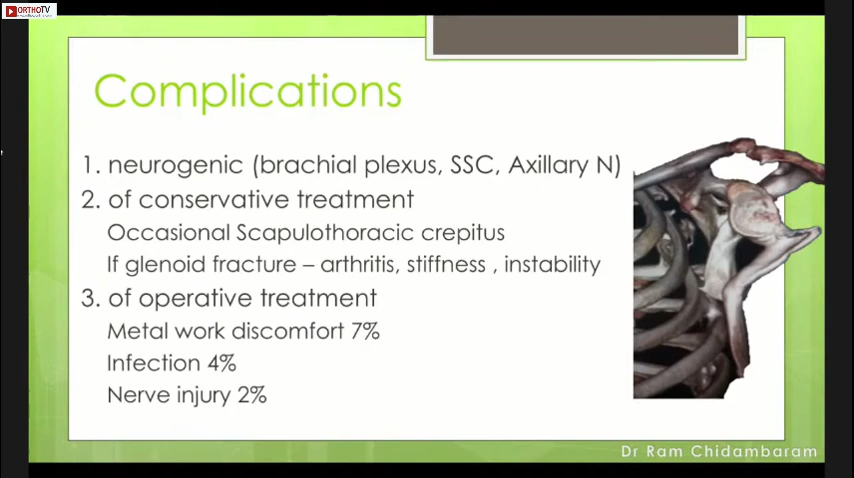 ORTHOTV
Complications
1. neurogenic (brachial plexus, SSC, Axillary N)
2. of conservative treatment
Occasional Scapulothoracic crepitus
If glenoid fracture – arthritis, stiffness , instability
3. of operative treatment
Metal work discomfort 7%
Infection 4%
Nerve injury 2%
Dr Ram Chidambaram